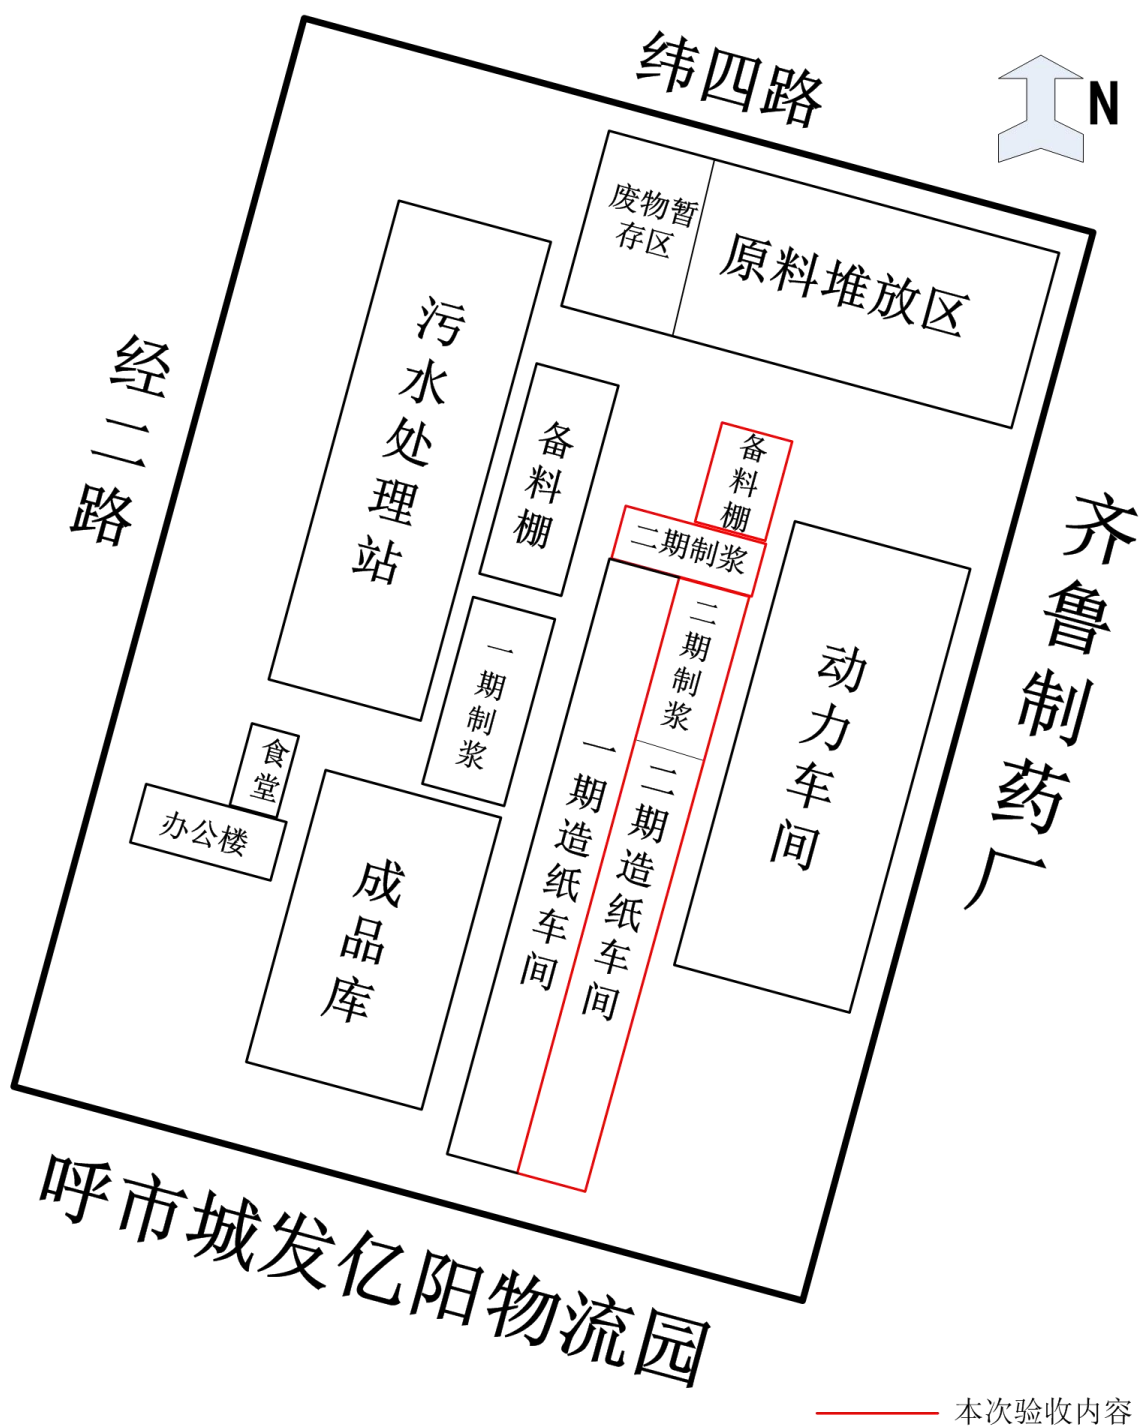 纬四路
N
废物暂
存区
原料堆放区
污水处理站
经二路
备料棚
备料棚
二期制浆
齐鲁制药厂
二期制浆
一期制浆
动力车间
食堂
办公楼
一期造纸车间
二期造纸车间
成品库
呼市城发亿阳物流园
本次验收内容